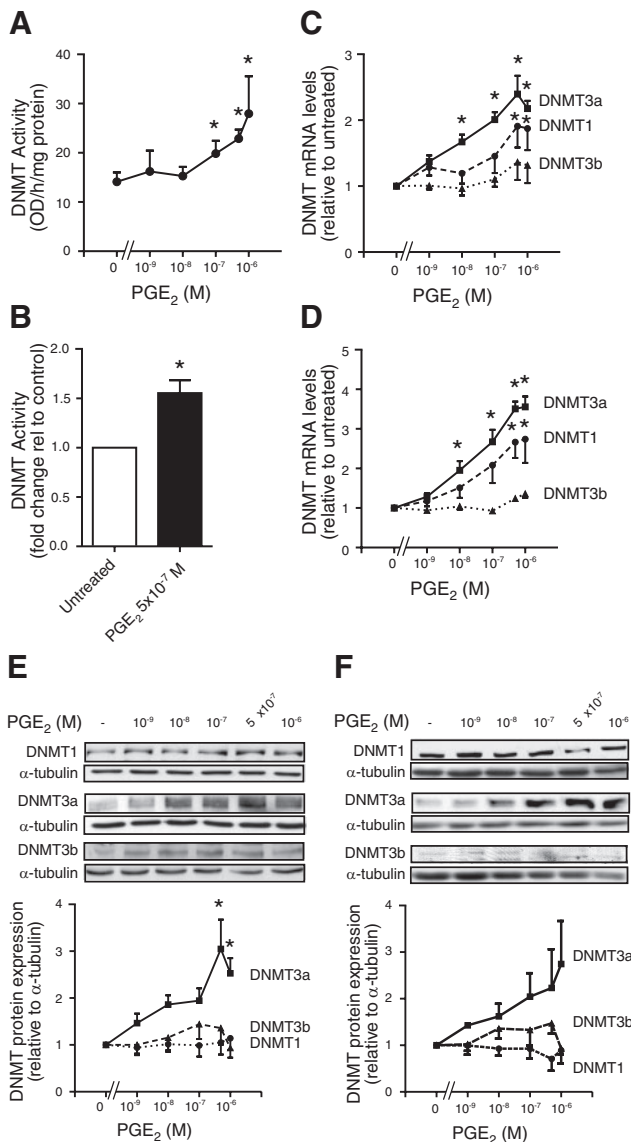 A
DNMT Activity
(OD/h/mg protein)
40
30
20
10
0
*
*
*
0
10⁻⁹
10⁻⁸
10⁻⁷
10⁻⁶
PGE₂ (M)
C
DNMT mRNA levels
(relative to untreated)
3
2
1
0
*
*
*
*
*
*
DNMT3a
DNMT1
DNMT3b
0
10⁻⁹
10⁻⁸
10⁻⁷
10⁻⁶
PGE₂ (M)
B
DNMT Activity
(fold change rel to control)
2.0
1.5
1.0
0.5
0.0
*
Untreated
PGE₂ 5x10⁻⁷ M
D
DNMT mRNA levels
(relative to untreated)
5
4
3
2
1
0
*
*
*
*
*
*
DNMT3a
DNMT1
DNMT3b
0
10⁻⁹
10⁻⁸
10⁻⁷
10⁻⁶
PGE₂ (M)
E
PGE₂ (M) - 10⁻⁹ 10⁻⁸ 10⁻⁷ 5 x10⁻⁷ 10⁻⁶
DNMT1
α-tubulin
DNMT3a
α-tubulin
DNMT3b
α-tubulin
DNMT protein expression
(relative to α-tubulin)
4
3
2
1
0
*
*
DNMT3a
DNMT3b
DNMT1
0
10⁻⁹
10⁻⁸
10⁻⁷
10⁻⁶
PGE₂ (M)
F
PGE₂ (M) - 10⁻⁹ 10⁻⁸ 10⁻⁷ 5 x10⁻⁷ 10⁻⁶
DNMT1
α-tubulin
DNMT3a
α-tubulin
DNMT3b
α-tubulin
DNMT protein expression
(relative to α-tubulin)
4
3
2
1
0
DNMT3a
DNMT3b
DNMT1
0
10⁻⁹
10⁻⁸
10⁻⁷
10⁻⁶
PGE₂ (M)